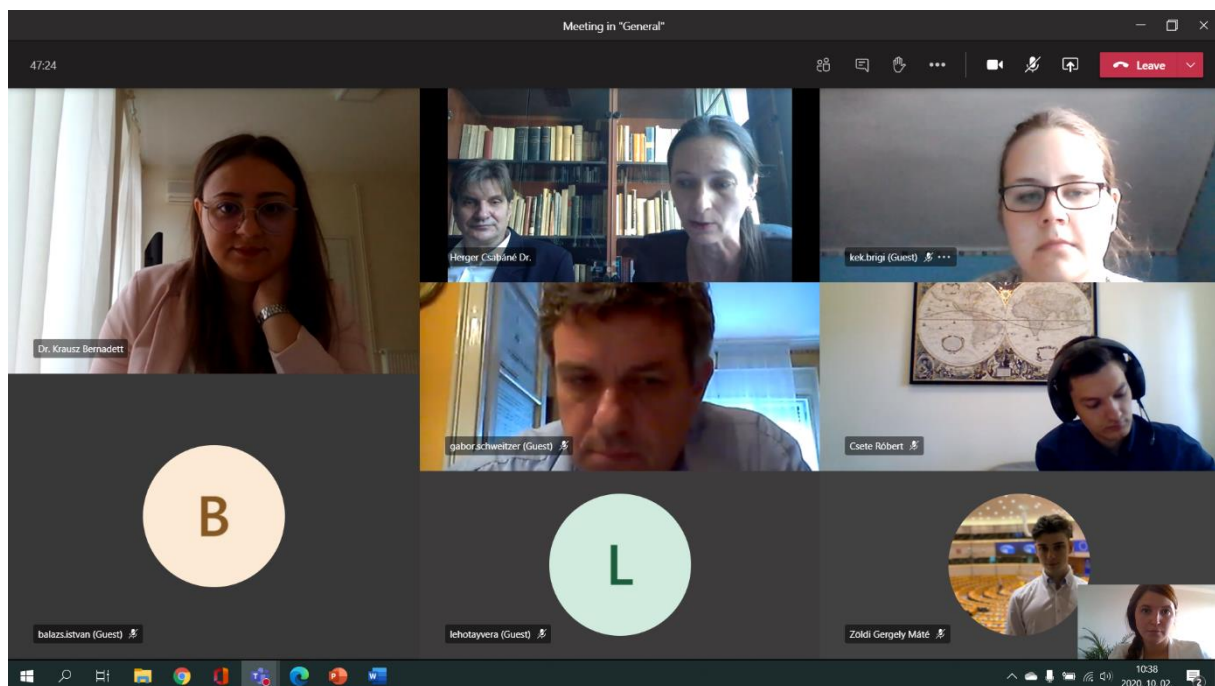 Meeting in "General"
47:24
Leave
Dr. Krausz Bernadett
Herger Csabáné Dr.
kek.brigi (Guest)
gabor.schweitzer (Guest)
Csete Róbert
B
balazs.istvan (Guest)
L
lehotayvera (Guest)
Zöldi Gergely Máté
10:38
2020. 10. 02.
2